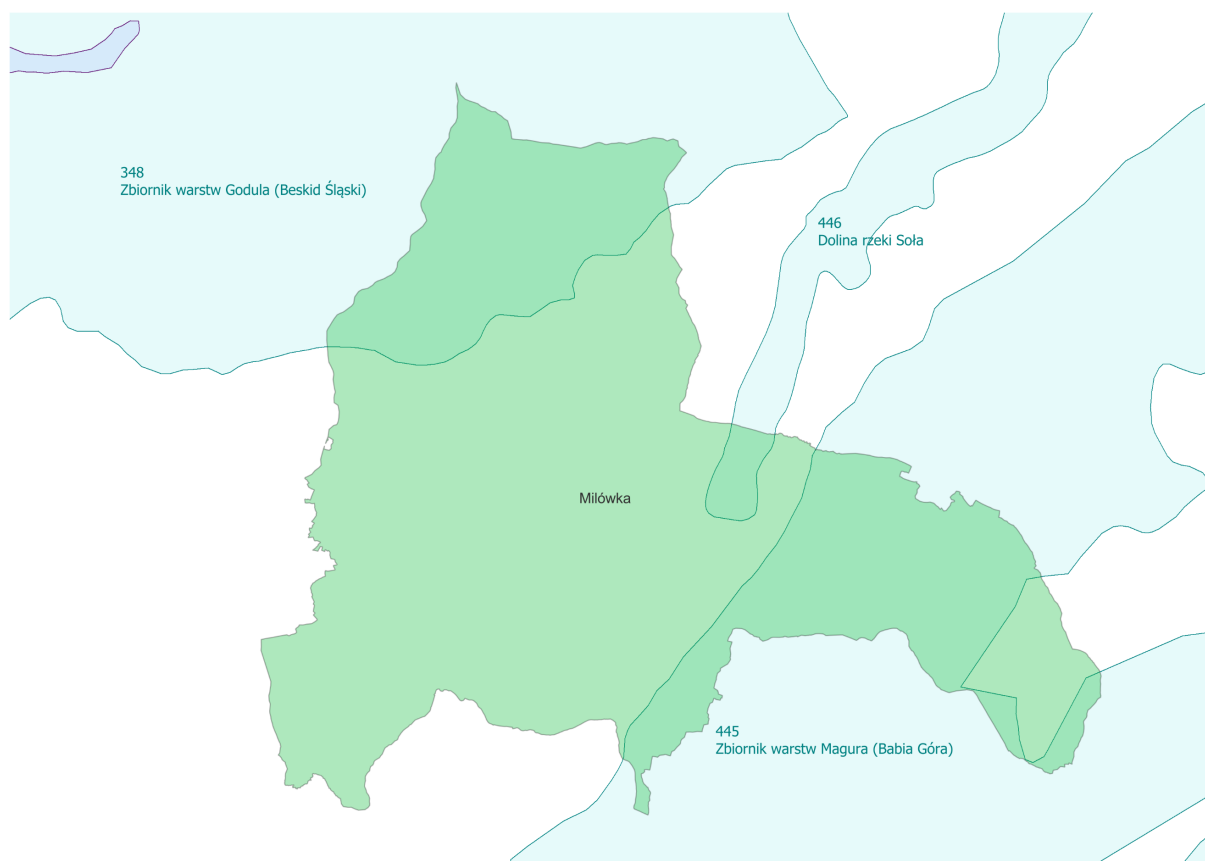 348
Zbiornik warstw Godula (Beskid Śląski)
446
Dolina rzeki Soła
Milówka
445
Zbiornik warstw Magura (Babia Góra)